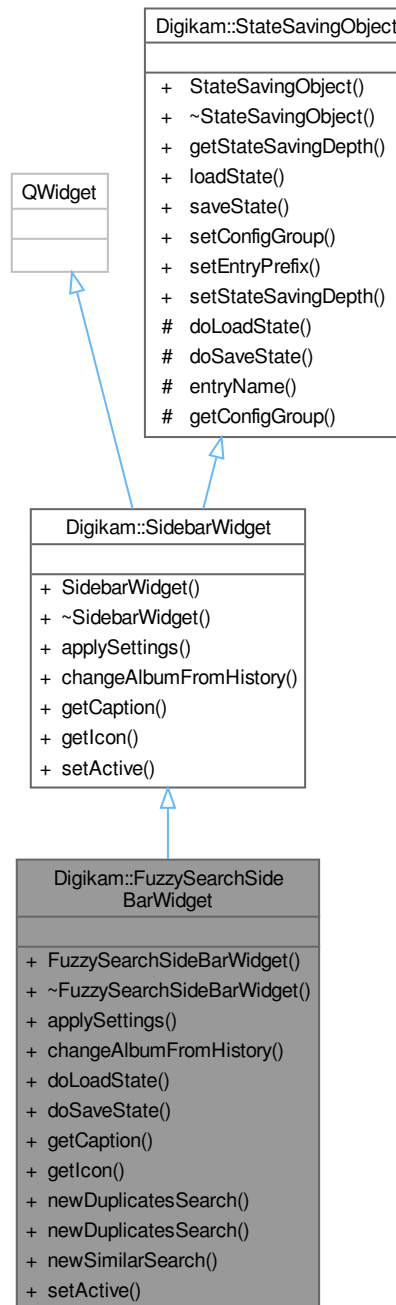 Digikam::StateSavingObject
+ StateSavingObject()
+ ~StateSavingObject()
+ getStateSavingDepth()
+ loadState()
+ saveState()
+ setConfigGroup()
+ setEntryPrefix()
+ setStateSavingDepth()
# doLoadState()
# doSaveState()
# entryName()
# getConfigGroup()
QWidget
Digikam::SidebarWidget
+ SidebarWidget()
+ ~SidebarWidget()
+ applySettings()
+ changeAlbumFromHistory()
+ getCaption()
+ getIcon()
+ setActive()
Digikam::FuzzySearchSide
BarWidget
+ FuzzySearchSideBarWidget()
+ ~FuzzySearchSideBarWidget()
+ applySettings()
+ changeAlbumFromHistory()
+ doLoadState()
+ doSaveState()
+ getCaption()
+ getIcon()
+ newDuplicatesSearch()
+ newDuplicatesSearch()
+ newSimilarSearch()
+ setActive()